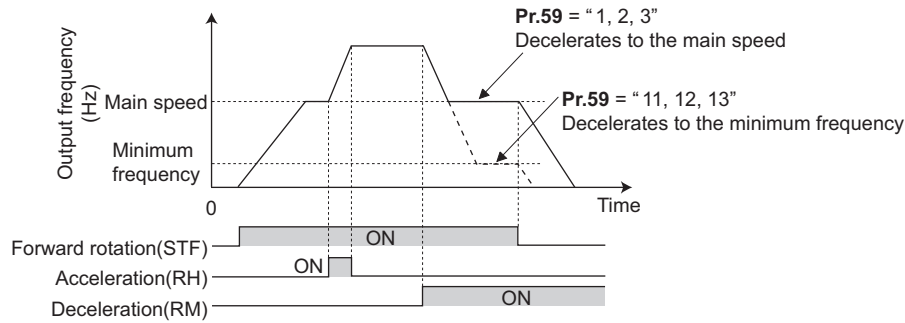 Output frequency
(Hz)
Pr.59 = “ 1, 2, 3”
Decelerates to the main speed
Pr.59 = “ 11, 12, 13”
Decelerates to the minimum frequency
Main speed
Minimum
frequency
0
Time
Forward rotation(STF)
ON
Acceleration(RH)
ON
Deceleration(RM)
ON